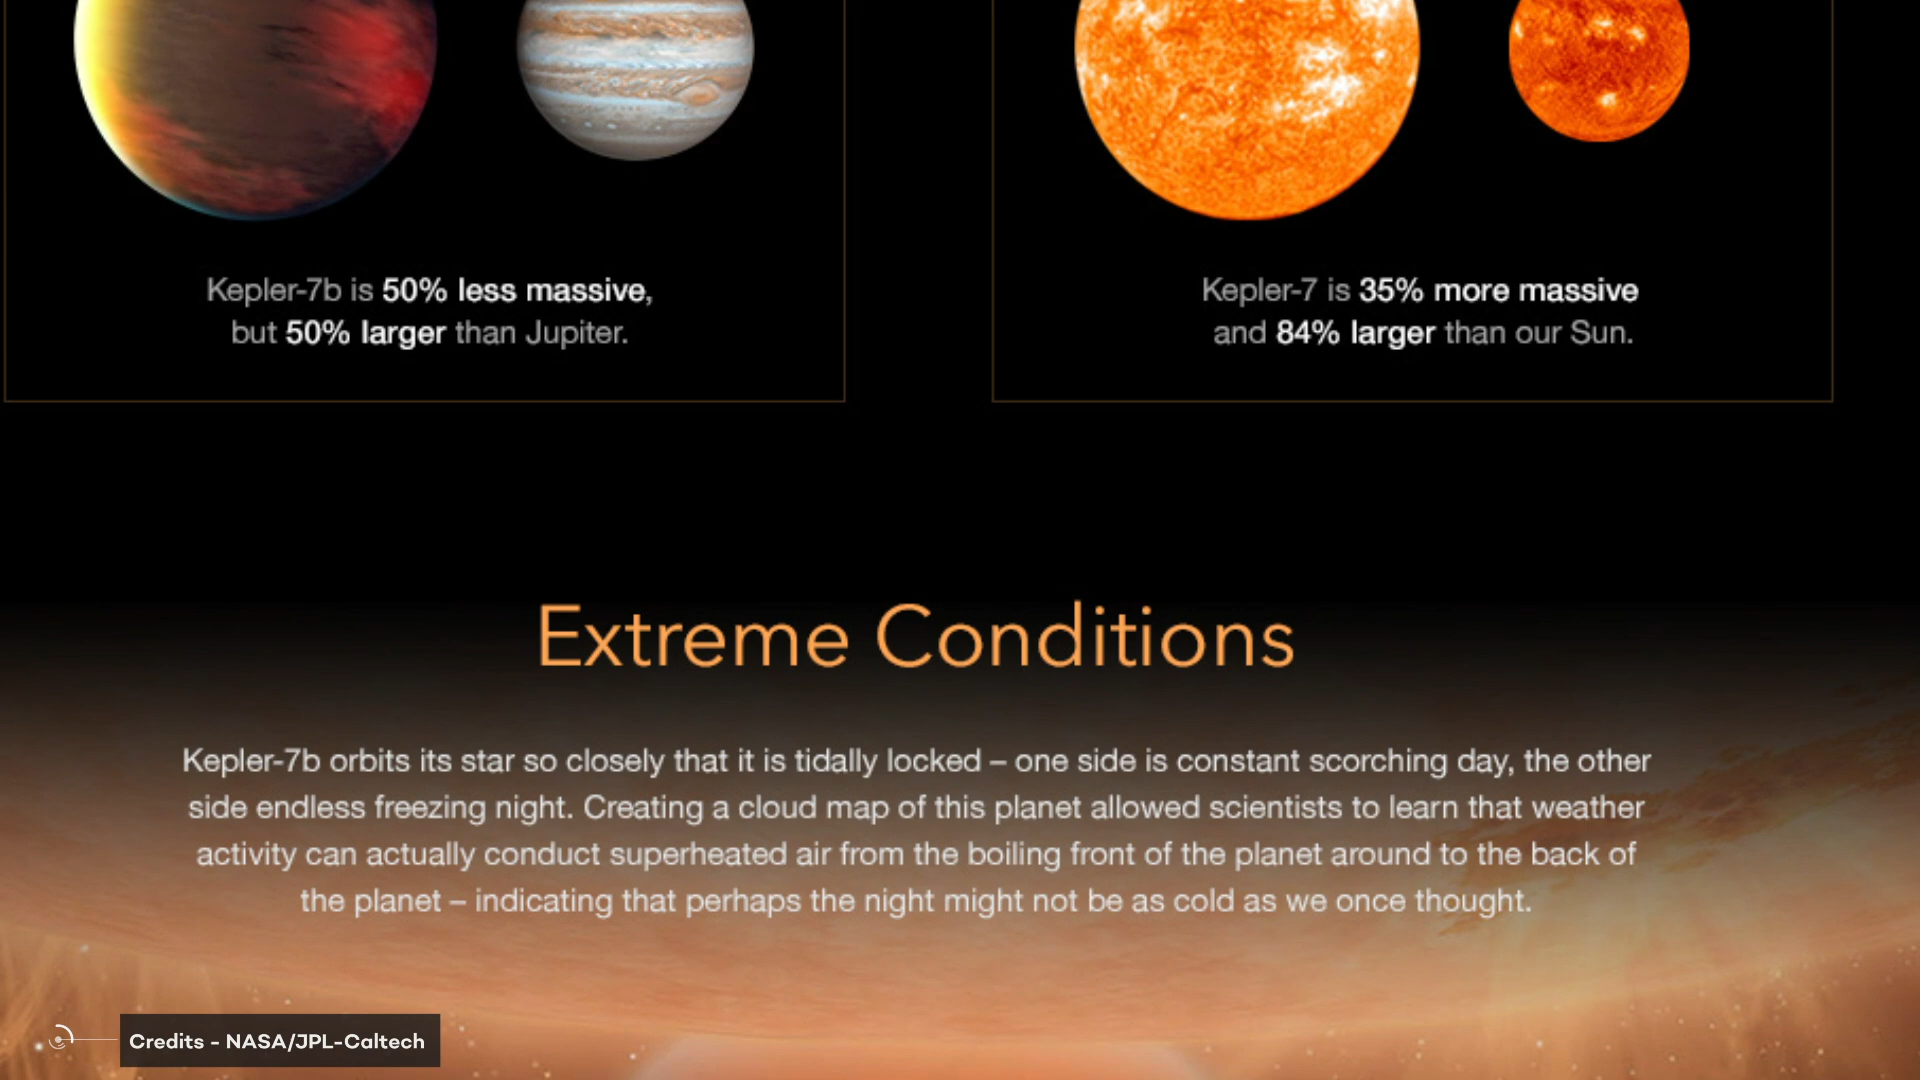 Kepler-7b is 50% less massive,
but 50% larger than Jupiter.
Kepler-7 is 35% more massive
and 84% larger than our Sun.
Extreme Conditions
Kepler-7b orbits its star so closely that it is tidally locked – one side is constant scorching day, the other
side endless freezing night. Creating a cloud map of this planet allowed scientists to learn that weather
activity can actually conduct superheated air from the boiling front of the planet around to the back of
the planet – indicating that perhaps the night might not be as cold as we once thought.
Credits - NASA/JPL-Caltech